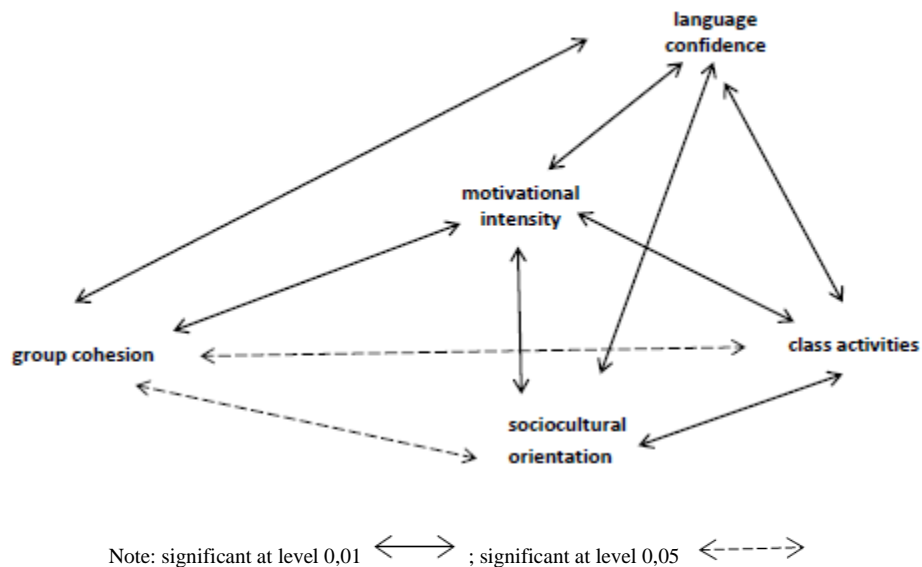 language
confidence
motivational
intensity
group cohesion
class activities
sociocultural
orientation
Note: significant at level 0,01 ; significant at level 0,05